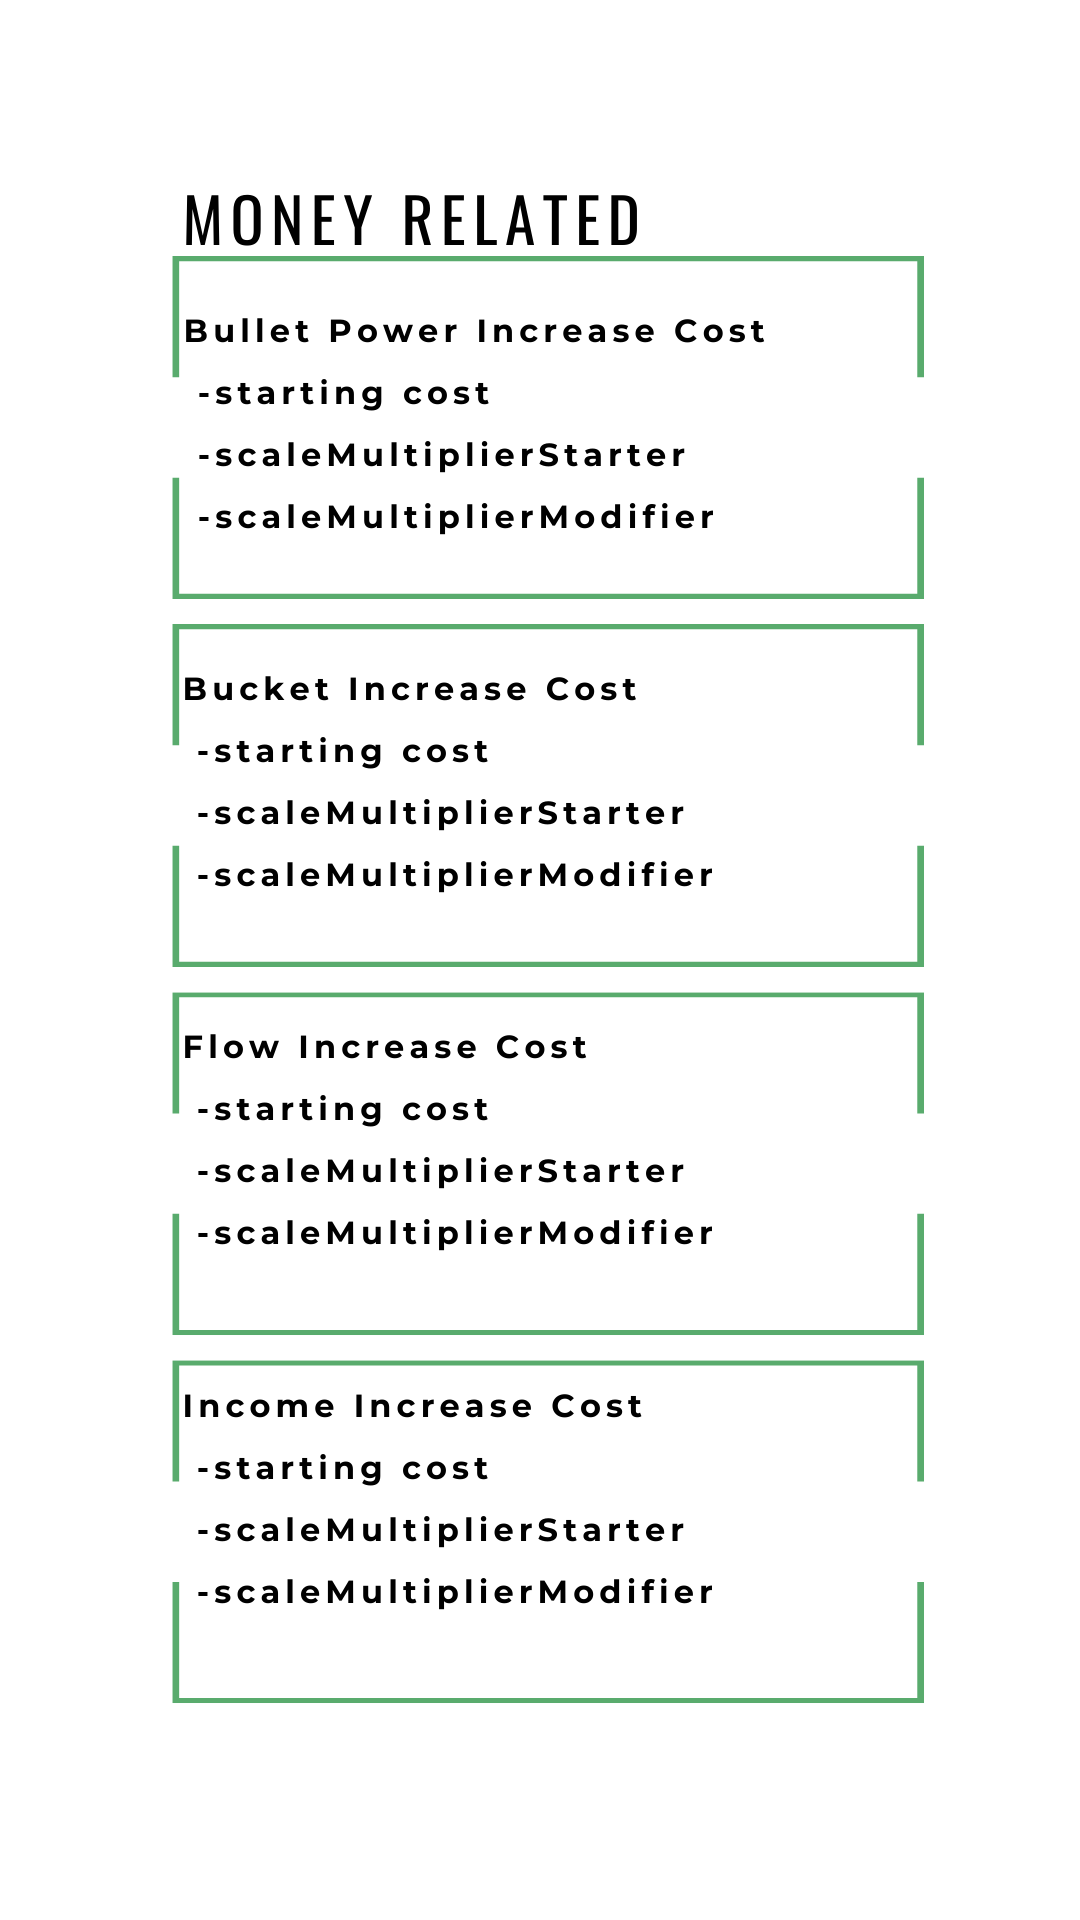 MONEY RELATED
Bullet Power Increase Cost
-starting cost
-scaleMultiplierStarter
-scaleMultiplierModifier
Bucket Increase Cost
-starting cost
-scaleMultiplierStarter
-scaleMultiplierModifier
Flow Increase Cost
-starting cost
-scaleMultiplierStarter
-scaleMultiplierModifier
Income Increase Cost
-starting cost
-scaleMultiplierStarter
-scaleMultiplierModifier